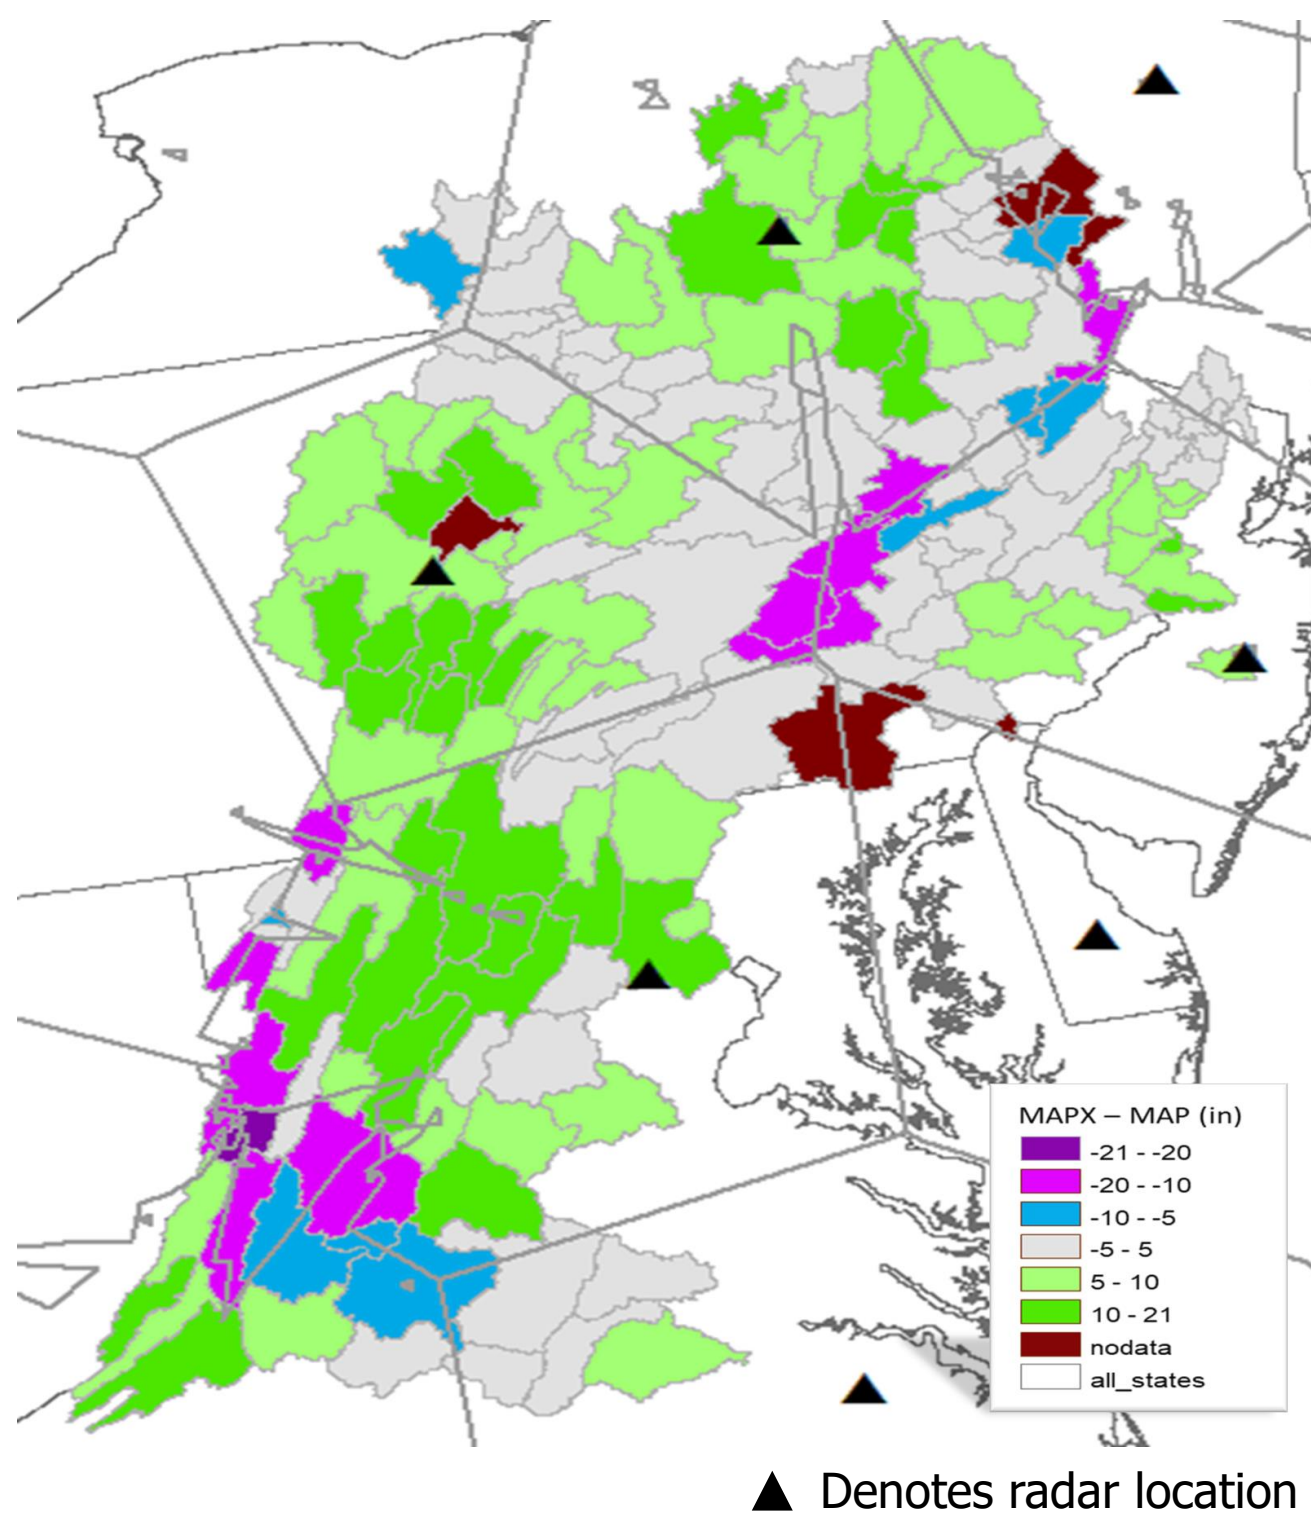 MAPX – MAP (in)
-21 - -20
-20 - -10
-10 - -5
-5 - 5
5 - 10
10 - 21
nodata
all_states
▲ Denotes radar location